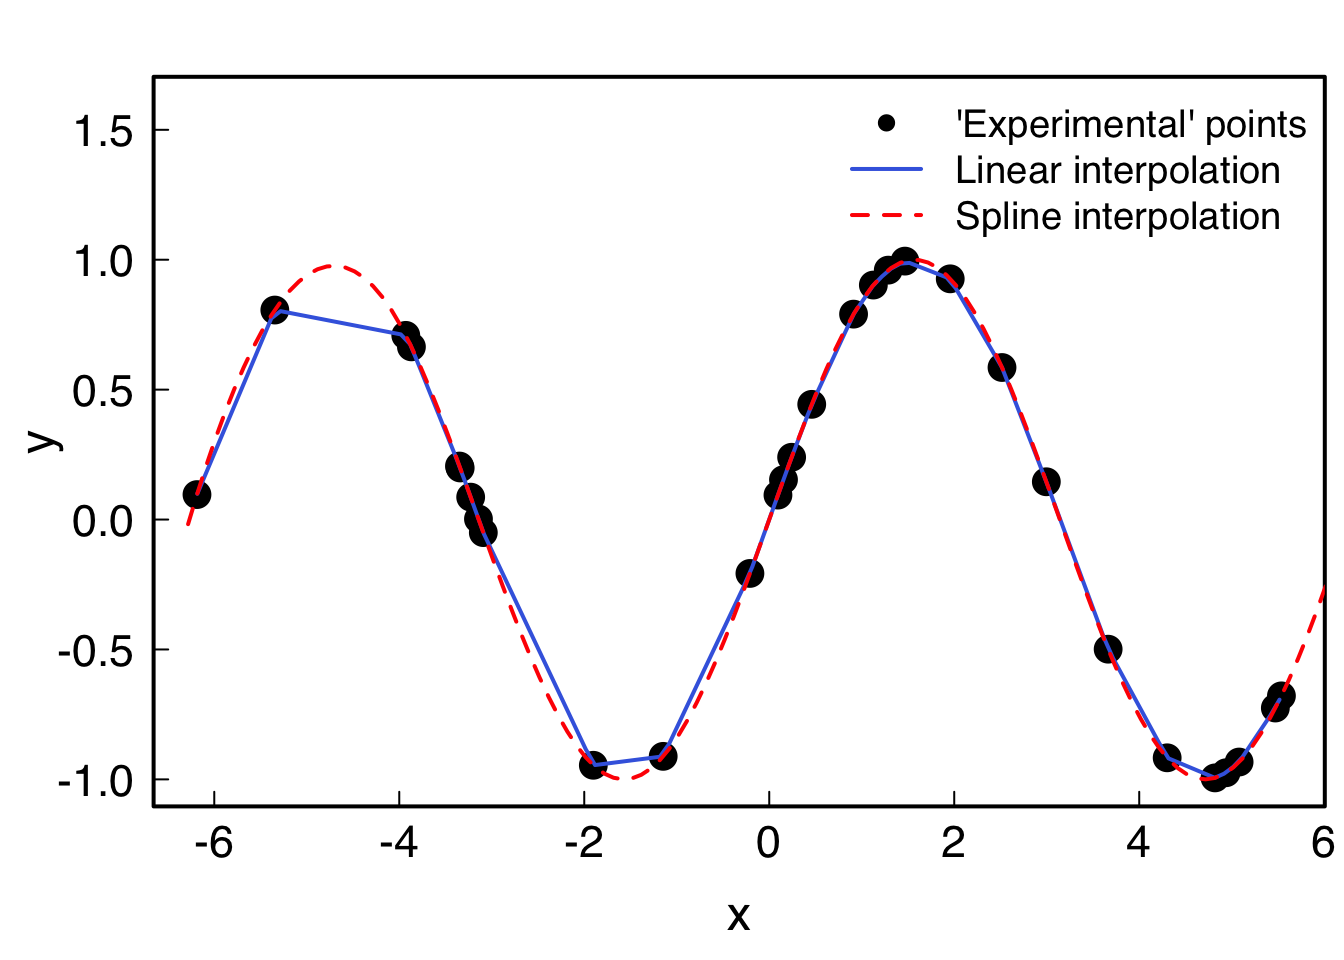 'Experimental' points
Linear interpolation
Spline interpolation
1.5
1.0
0.5
0.0
-0.5
-1.0
y
-6 -4 -2 0 2 4 6
x